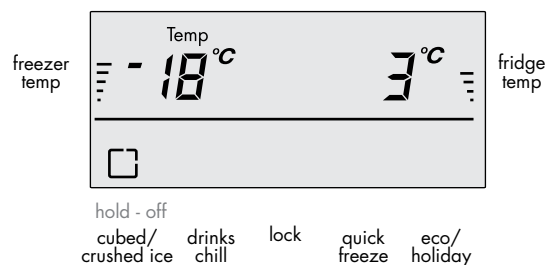 Temp
freezer temp
-18°C
3°C
fridge temp
hold - off
cubed/ crushed ice
drinks chill
lock
quick freeze
eco/ holiday